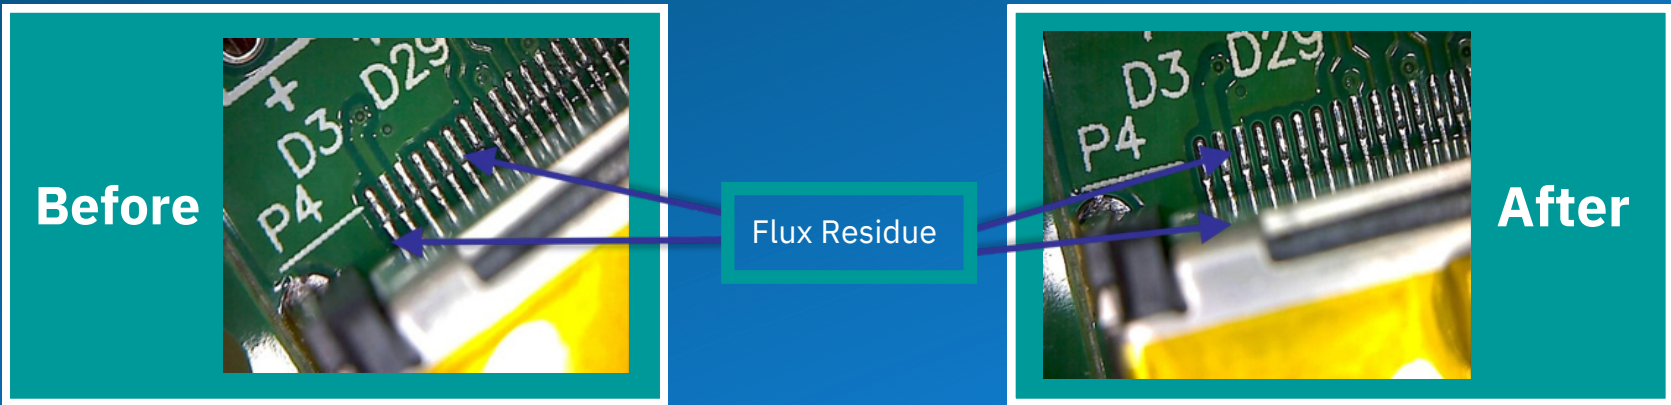 Before
+
D29
D3
P4
Flux Residue
D3
D29
P4
After